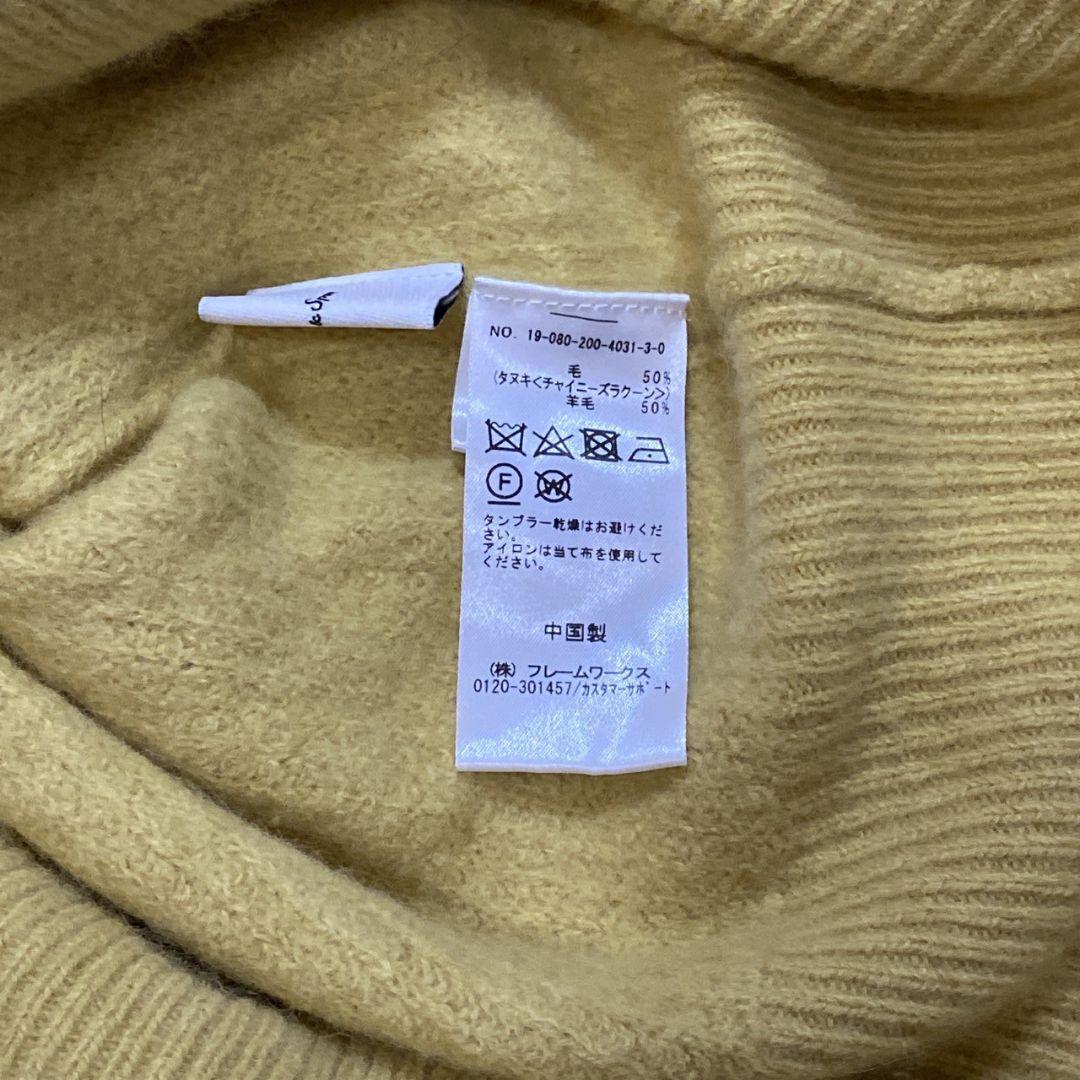 NO. 19-080-200-4031-3-0
毛 50%
(タヌキ<チャイニーズラクーン>)
羊毛 50%
F
W
タンブラー乾燥はお避けくだ
さい。
アイロンは当て布を使用して
ください。
中国製
(株) フレームワークス
0120-301457/カスタマーサポート